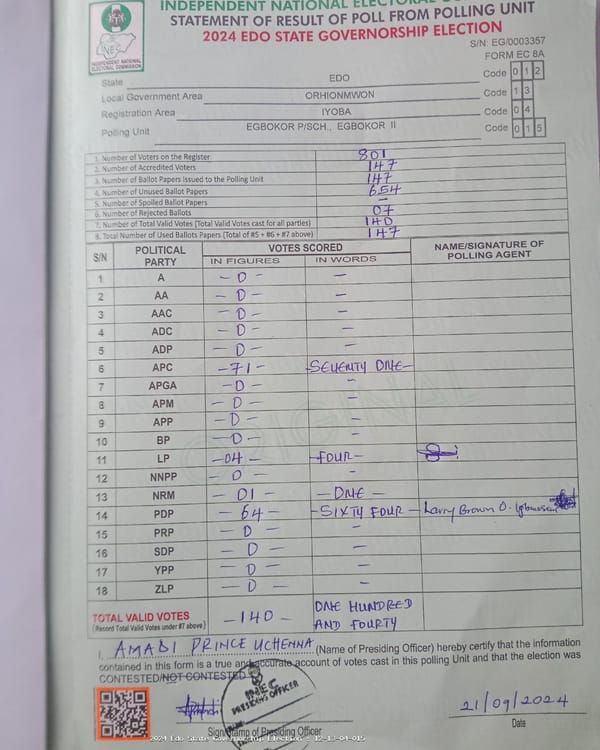 INDEPENDENT NATIONAL ELECTORAL
STATEMENT OF RESULT OF POLL FROM POLLING UNIT
2024 EDO STATE GOVERNORSHIP ELECTION
INEC
INDEPENDENT NATIONAL
ELECTORAL COMMISSION
S/N: EG/0003357
FORM EC 8A
State EDO Code 0 1 2
Local Government Area ORHIONMWON Code 1 3
Registration Area IYOBA Code 0 4
Polling Unit EGBOKOR P/SCH., EGBOKOR II Code 0 1 5
1. Number of Voters on the Register 801
2. Number of Accredited Voters 147
3. Number of Ballot Papers Issued to the Polling Unit 147
4. Number of Unused Ballot Papers 654
5. Number of Spoiled Ballot Papers –
6. Number of Rejected Ballots 07
7. Number of Total Valid Votes (Total Valid Votes cast for all parties) 140
8. Total Number of Used Ballots Papers (Total of #5 + #6 + #7 above) 147
S/N POLITICAL PARTY VOTES SCORED NAME/SIGNATURE OF POLLING AGENT
IN FIGURES IN WORDS
1 A – 0 – –
2 AA – 0 – –
3 AAC – 0 – –
4 ADC – 0 – –
5 ADP – 0 – –
6 APC – 71 – SEVENTY ONE –
7 APGA – 0 – –
8 APM – 0 – –
9 APP – 0 – –
10 BP – 0 – –
11 LP – 04 – – FOUR –
12 NNPP – 0 – –
13 NRM – 01 – – ONE –
14 PDP – 64 – – SIXTY FOUR – Larry Brown O.
15 PRP – 0 – –
16 SDP – 0 – –
17 YPP – 0 – –
18 ZLP – 0 – –
TOTAL VALID VOTES – 140 – ONE HUNDRED
(Record Total Valid Votes under #7 above) AND FOURTY
ORIGINAL
I, AMADI PRINCE UCHENNA (Name of Presiding Officer) hereby certify that the information
contained in this form is a true and accurate account of votes cast in this polling Unit and that the election was
CONTESTED/NOT CONTESTED
INEC
PRESIDING OFFICER
21/09/2024
Sign/Stamp of Presiding Officer Date
2024 Edo State Governorship Election - 12-13-04-015